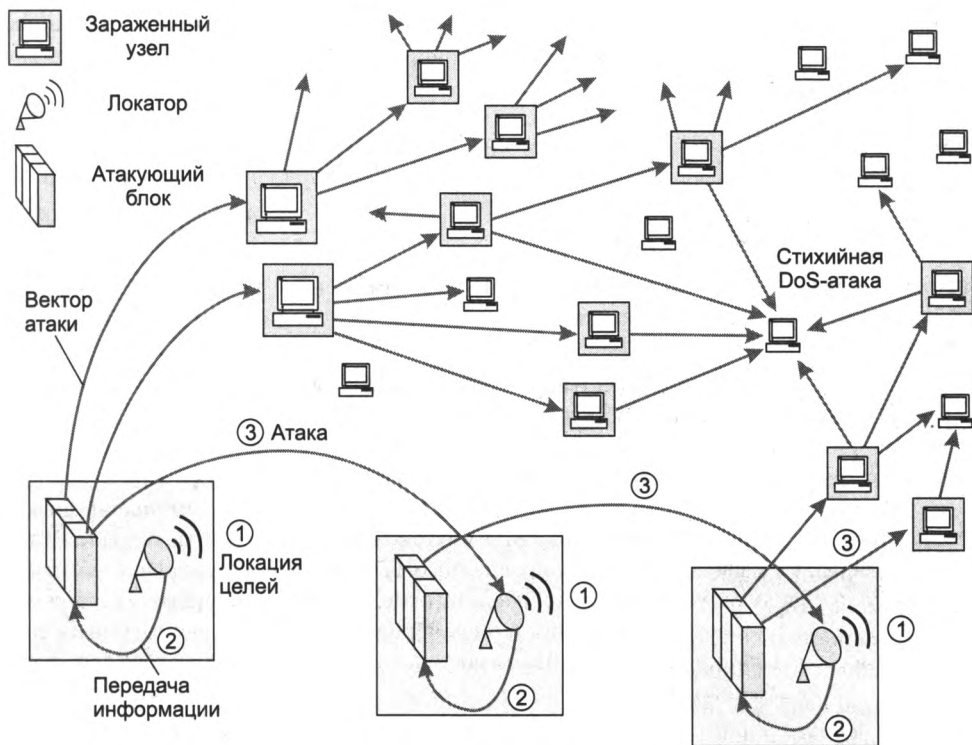 Зараженный
узел
Локатор
Атакующий
блок
Вектор
атаки
Стихийная
DoS-атака
③ Атака
①
Локация
целей
②
Передача
информации
③
①
②
③
①
②